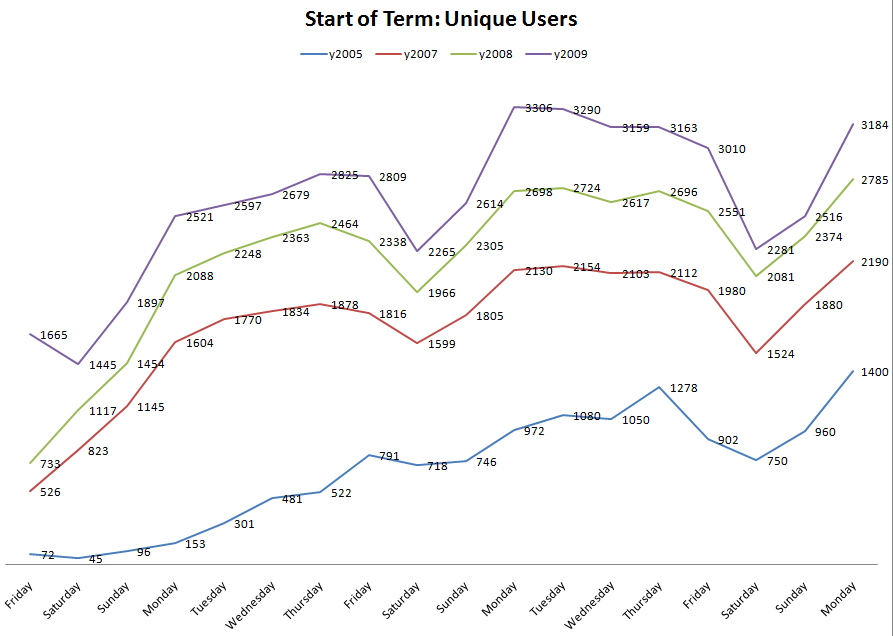 Start of Term: Unique Users
y2005 y2007 y2008 y2009
1665 1445 1897 2521 2597 2679 2825 2809 2265 2614 3306 3290 3159 3163 3010 2281 2516 3184
733 1117 1454 2088 2248 2363 2464 2338 1966 2305 2698 2724 2617 2696 2551 2081 2374 2785
526 823 1145 1604 1770 1834 1878 1816 1599 1805 2130 2154 2103 2112 1980 1524 1880 2190
72 45 96 153 301 481 522 791 718 746 972 1080 1050 1278 902 750 960 1400
Friday Saturday Sunday Monday Tuesday Wednesday Thursday Friday Saturday Sunday Monday Tuesday Wednesday Thursday Friday Saturday Sunday Monday